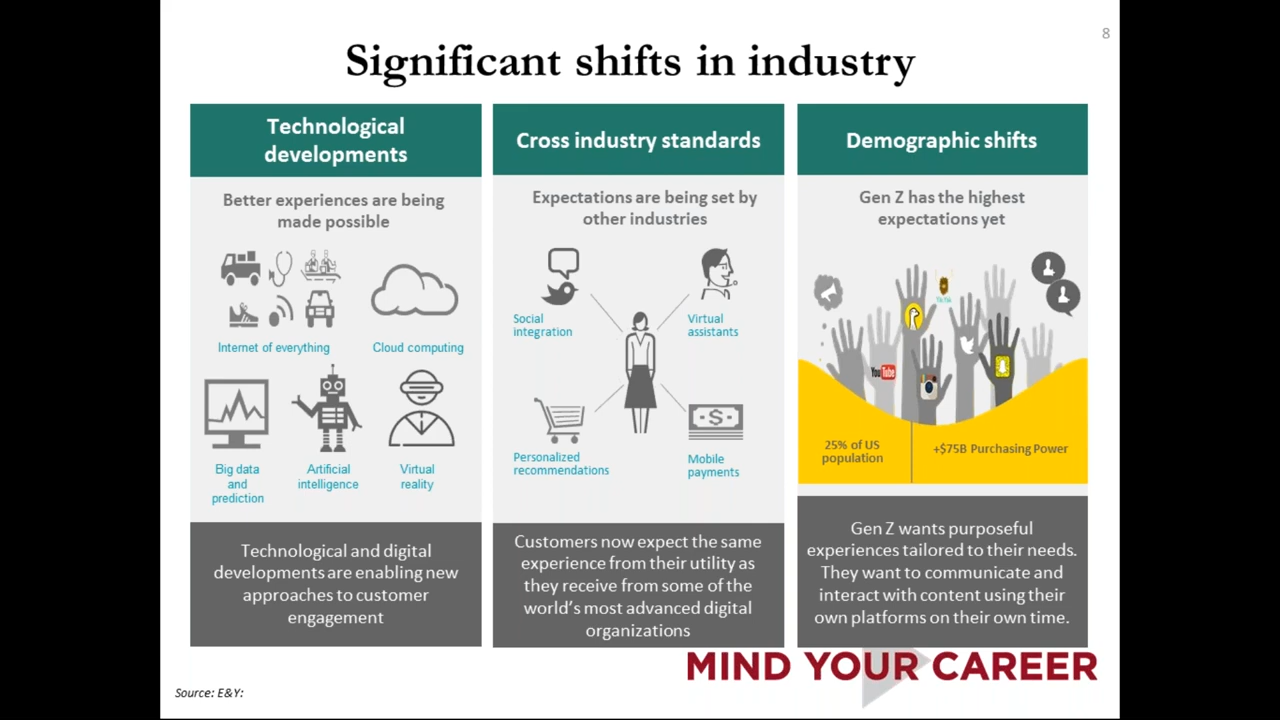 8
Significant shifts in industry
Technological
developments
Better experiences are being
made possible
Internet of everything
Cloud computing
Big data
and
prediction
Artificial
intelligence
Virtual
reality
Technological and digital
developments are enabling new
approaches to customer
engagement
Cross industry standards
Expectations are being set by
other industries
Social
integration
Virtual
assistants
Personalized
recommendations
$
Mobile
payments
Customers now expect the same
experience from their utility as
they receive from some of the
world's most advanced digital
organizations
Demographic shifts
Gen Z has the highest
expectations yet
YouTube
25% of US
population
+$75B Purchasing Power
Gen Z wants purposeful
experiences tailored to their needs.
They want to communicate and
interact with content using their
own platforms on their own time.
MIND YOUR CAREER
Source: E&Y: